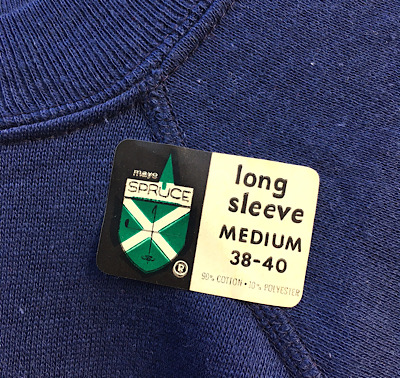 mayo
SPRUCE
long
sleeve
MEDIUM
38-40
90% COTTON • 10% POLYESTER